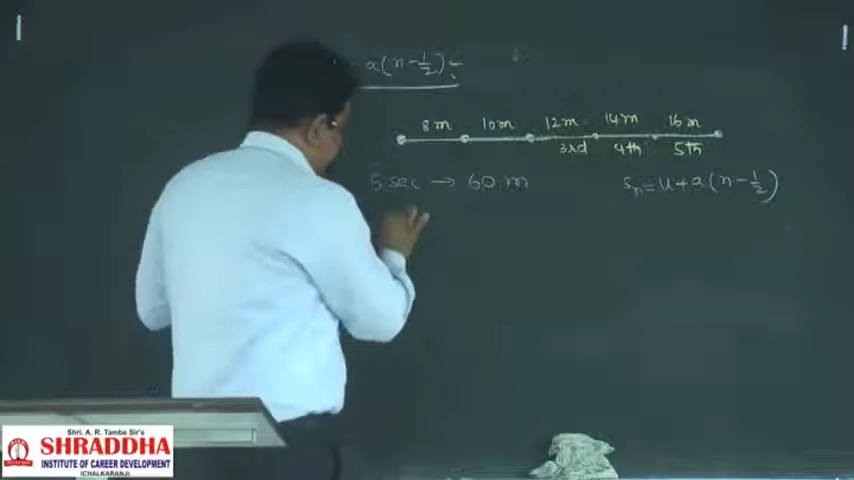 a(n-1/2)
8m 10m 12m 14m 16m
3rd 4th 5th
5 sec → 60 m
Sn = u + a(n-1/2)
Shri. A. R. Tambe Sir's
SHRADDHA
INSTITUTE OF CAREER DEVELOPMENT
ICHALKARANJI